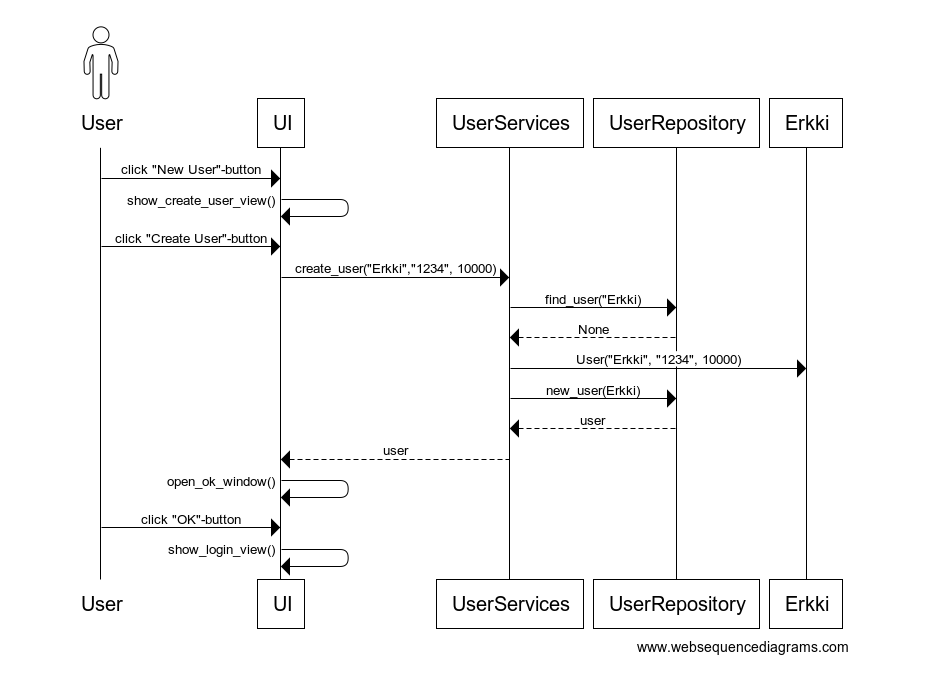 User
UI
UserServices
UserRepository
Erkki
click "New User"-button
show_create_user_view()
click "Create User"-button
create_user("Erkki","1234", 10000)
find_user("Erkki)
None
User("Erkki", "1234", 10000)
new_user(Erkki)
user
user
open_ok_window()
click "OK"-button
show_login_view()
User
UI
UserServices
UserRepository
Erkki
www.websequencediagrams.com